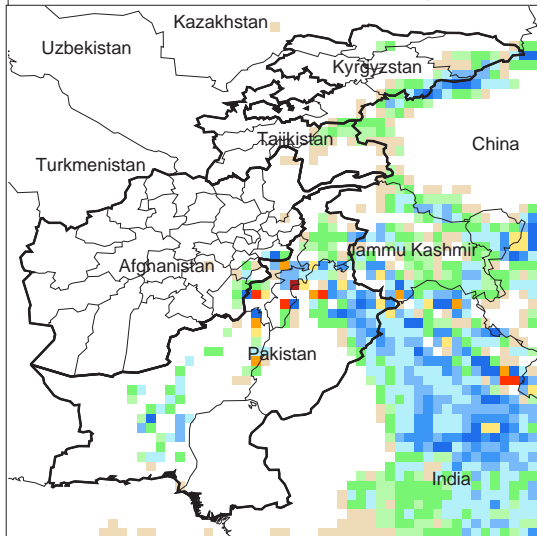 Kazakhstan
Uzbekistan
Kyrgyzstan
Tajikistan
China
Turkmenistan
Jammu Kashmir
Afghanistan
Pakistan
India